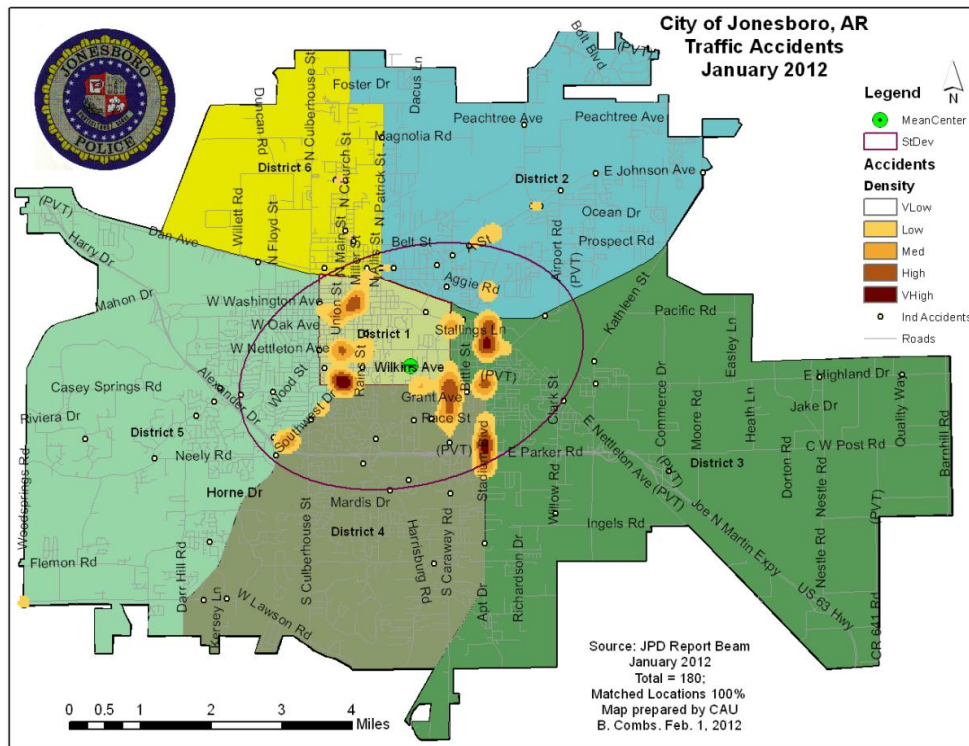 City of Jonesboro, AR
Traffic Accidents
January 2012
JONESBORO
POLICE
N
Legend
MeanCenter
StDev
Accidents
Density
VLow
Low
Med
High
VHigh
Ind Accidents
Roads
Bolt Blvd
(PVT)
Foster Dr
Dacus Ln
Duncan Rd
N Culberhouse St
Peachtree Ave
Peachtree Ave
Magnolia Rd
N Church St
N Patrick St
District 6
District 2
E Johnson Ave
(PVT)
Willett Rd
N Floyd St
N Main St
Miller St
Ocean Dr
Dan Ave
Belt St
Prospect Rd
Harry Dr
Airport Rd
(PVT)
Aggie Rd
Kathleen St
Mahon Dr
W Washington Ave
Union St
Pacific Rd
W Oak Ave
District 1
Stallings Ln
Easley Ln
W Nettleton Ave
Rains St
Wilkins Ave
Bittle St
(PVT)
E Highland Dr
Casey Springs Rd
Alexander Dr
Wood St
Grant Ave
Clark St
Commerce Dr
Moore Rd
Heath Ln
Jake Dr
Quality Way
Riviera Dr
Southwest Dr
Race St
District 5
Neely Rd
(PVT)
E Parker Rd
E Nettleton Ave (PVT)
(PVT)
District 3
C W Post Rd
Barnhill Rd
Woodsprings Rd
Horne Dr
Mardis Dr
Stadium Blvd
Willow Rd
Dorton Rd
Nestle Rd
(PVT)
District 4
Ingels Rd
Joe N Martin Expy
Flemon Rd
Darr Hill Rd
S Culberhouse St
Harrisburg Rd
S Caraway Rd
Apt Dr
Richardson Dr
Nestle Rd
US 63 Hwy
CR 641 Rd
Kersey Ln
W Lawson Rd
Source: JPD Report Beam
January 2012
Total = 180;
Matched Locations 100%
Map prepared by CAU
B. Combs. Feb. 1, 2012
0 0.5 1 2 3 4
Miles